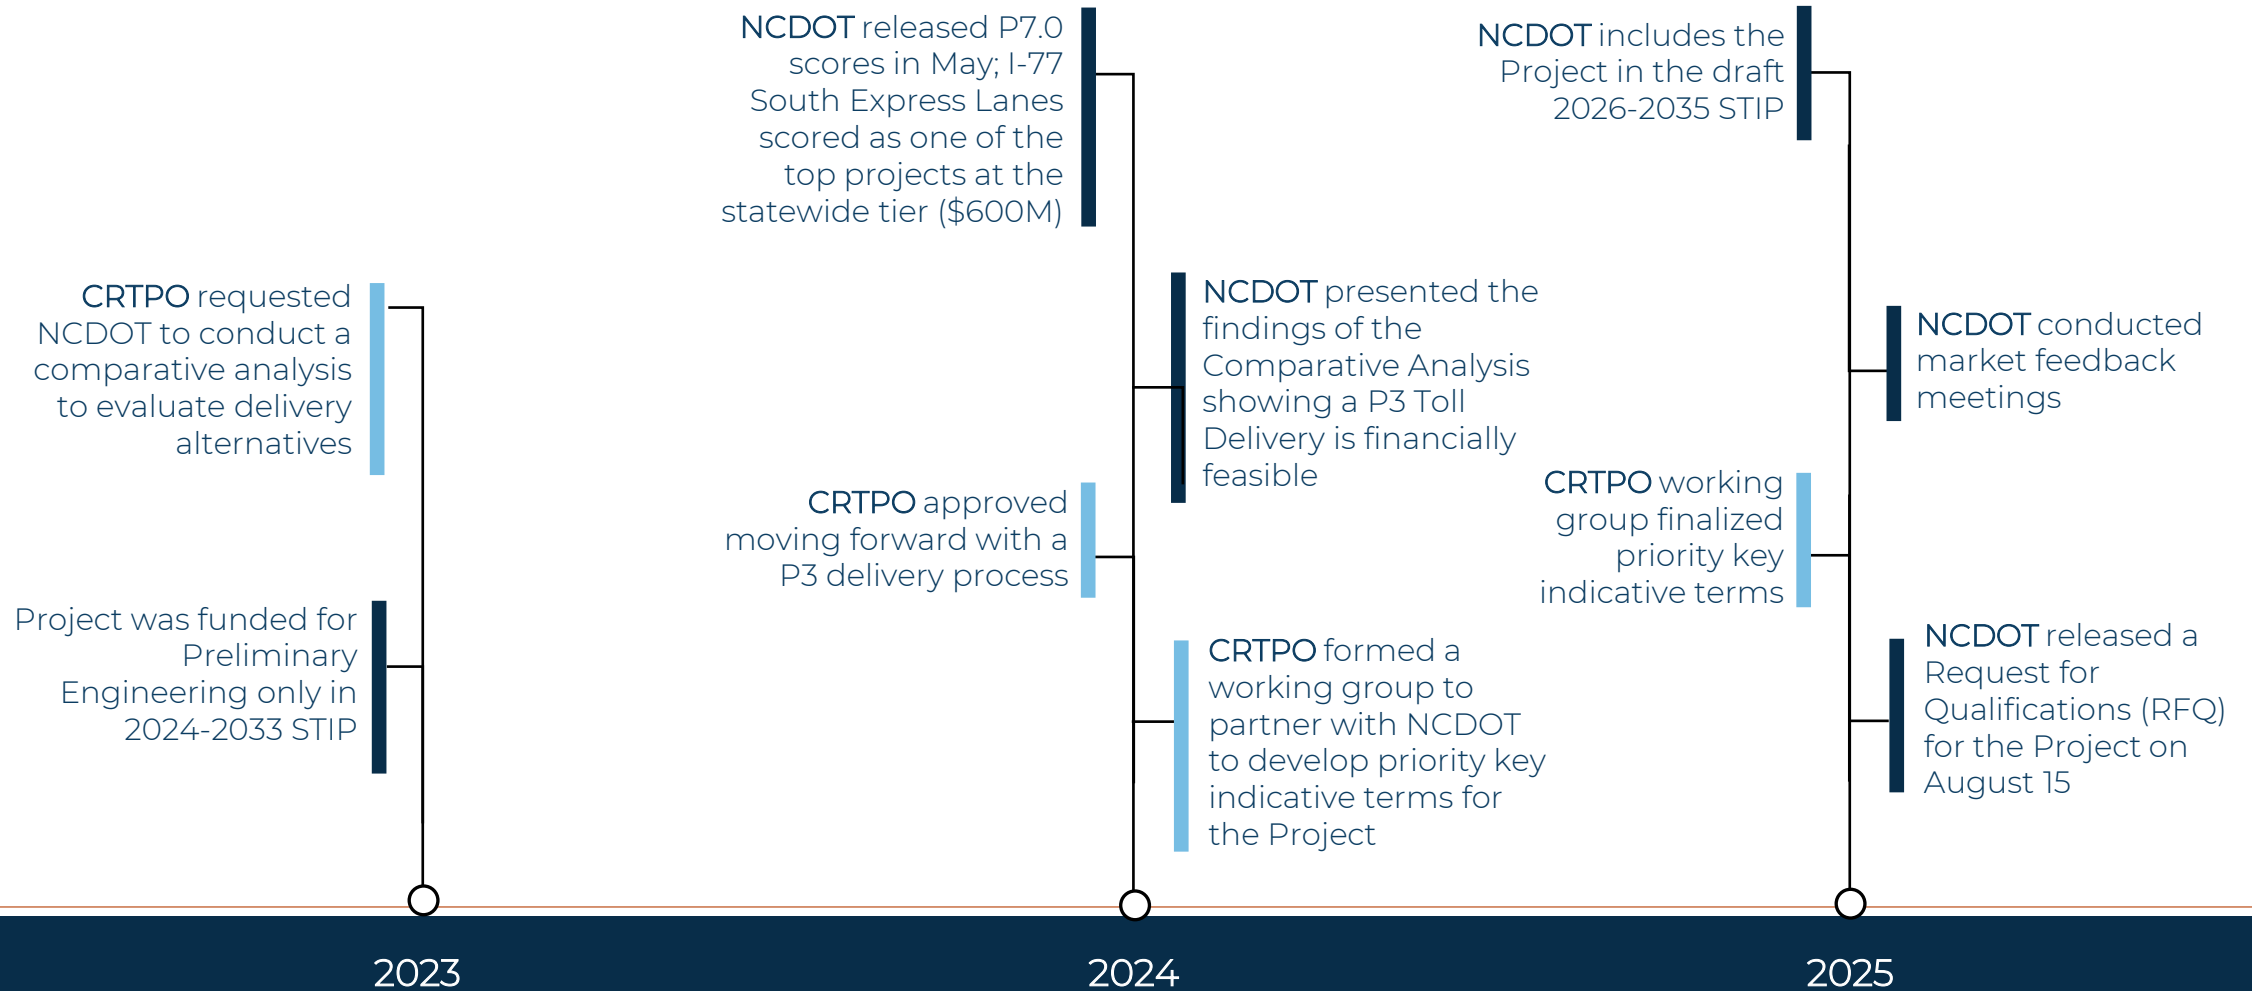 CRTPO requested
NCDOT to conduct a
comparative analysis
to evaluate delivery
alternatives
Project was funded for
Preliminary
Engineering only in
2024-2033 STIP
2023
NCDOT released P7.0
scores in May; I-77
South Express Lanes
scored as one of the
top projects at the
statewide tier ($600M)
NCDOT presented the
findings of the
Comparative Analysis
showing a P3 Toll
Delivery is financially
feasible
CRTPO approved
moving forward with a
P3 delivery process
CRTPO formed a
working group to
partner with NCDOT
to develop priority key
indicative terms for
the Project
2024
NCDOT includes the
Project in the draft
2026-2035 STIP
NCDOT conducted
market feedback
meetings
CRTPO working
group finalized
priority key
indicative terms
NCDOT released a
Request for
Qualifications (RFQ)
for the Project on
August 15
2025